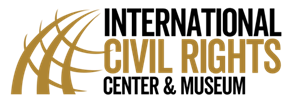 INTERNATIONAL
CIVIL RIGHTS
CENTER & MUSEUM